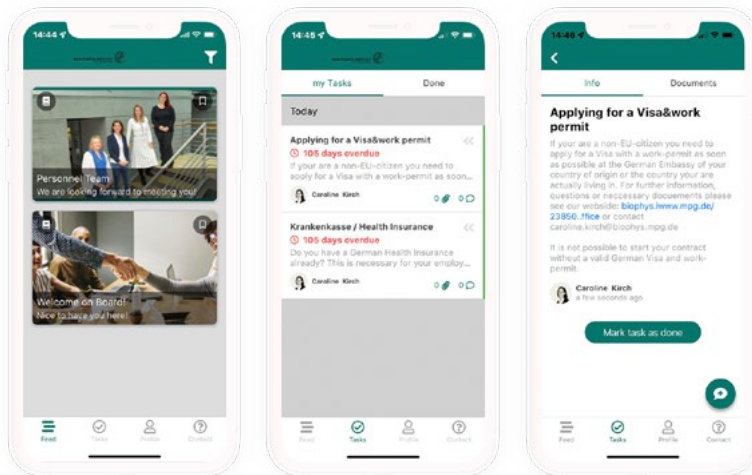 14:44
Personnel Team
We are looking forward to meeting you!
Welcome on Board!
Nice to have you here!
Feed
Tasks
Profile
Contact
14:45
my Tasks
Done
Today
Applying for a Visa&work permit
105 days overdue
If your are a non-EU-citizen you need to
apply for a Visa with a work-permit as soon...
Caroline Kirch
0
0
Krankenkasse / Health Insurance
105 days overdue
Do you have a German Health Insurance
already? This is necessary for your employ...
Caroline Kirch
0
0
Feed
Tasks
Profile
Contact
14:46
Info
Documents
Applying for a Visa&work
permit
If your are a non-EU-citizen you need to
apply for a Visa with a work-permit as soon
as possible at the German Embassy of your
country of origin or the country your are
actually living in. For further information,
questions or neccessary docuements please
see our webside: biophys.iwww.mpg.de/
23850..ffice or contact
caroline.kirch@biophys.mpg.de
It is not possible to start your contract
without a valid German Visa and work-
permit.
Caroline Kirch
a few seconds ago
Mark task as done
Feed
Tasks
Profile
Contact